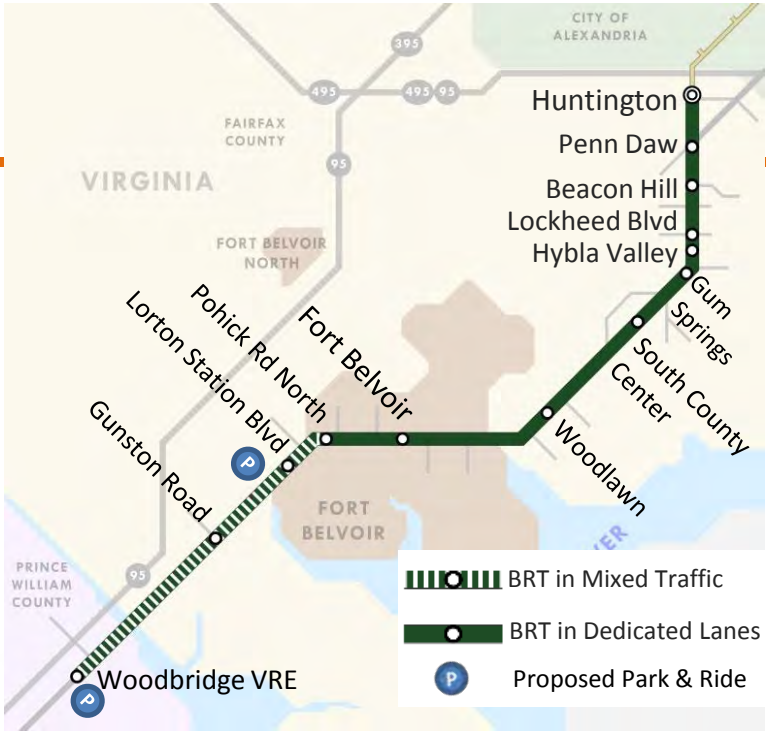 CITY OF
ALEXANDRIA
395
495
495
95
Huntington
FAIRFAX
COUNTY
Penn Daw
95
VIRGINIA
Beacon Hill
Lockheed Blvd
FORT BELVOIR
NORTH
Hybla Valley
Gum
Springs
Pohick Rd North
Fort Belvoir
Lorton Station Blvd
South County
Center
Gunston Road
Woodlawn
P
FORT
BELVOIR
VER
PRINCE
WILLIAM
COUNTY
95
BRT in Mixed Traffic
BRT in Dedicated Lanes
Woodbridge VRE
P
P
Proposed Park & Ride